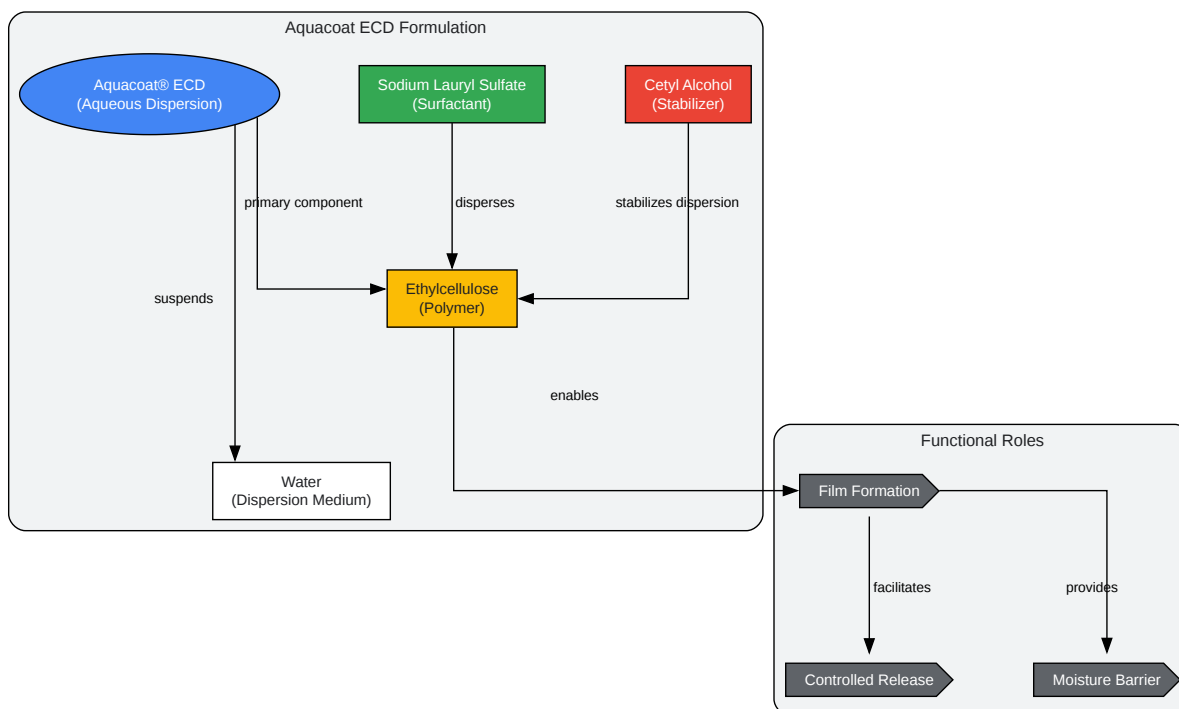 Aquacoat ECD Formulation
Aquacoat® ECD
(Aqueous Dispersion)
Sodium Lauryl Sulfate
(Surfactant)
Cetyl Alcohol
(Stabilizer)
primary component
disperses
stabilizes dispersion
suspends
Ethylcellulose
(Polymer)
enables
Water
(Dispersion Medium)
Functional Roles
Film Formation
facilitates
provides
Controlled Release
Moisture Barrier